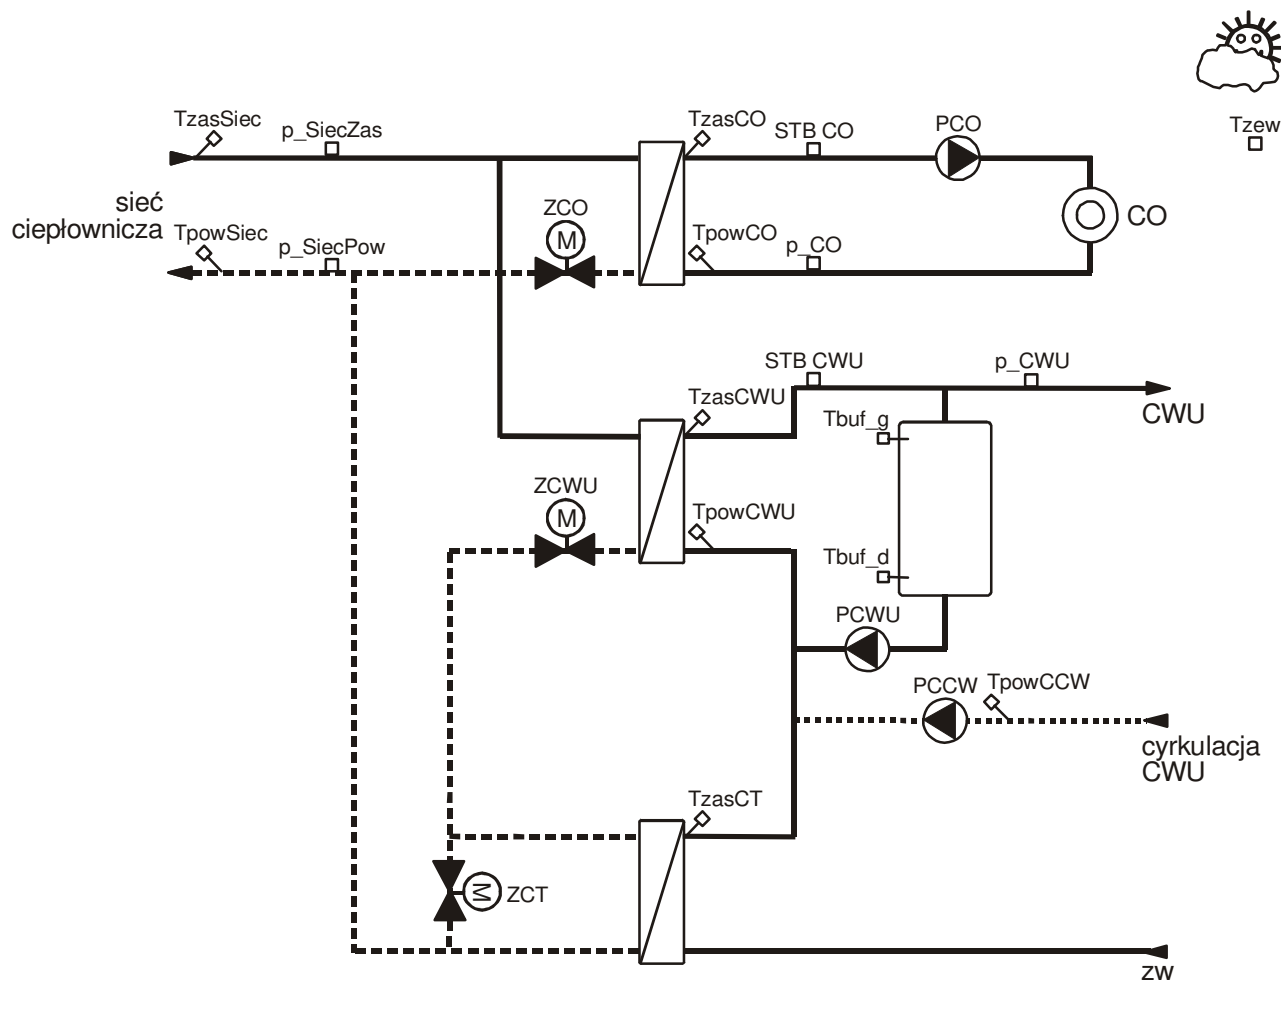 Tzew
TzasSiec
p_SiecZas
TzasCO
STB CO
PCO
sieć
ciepłownicza
TpowSiec
p_SiecPow
ZCO
M
TpowCO
p_CO
CO
TzasCWU
STB CWU
p_CWU
CWU
Tbuf_g
ZCWU
M
TpowCWU
Tbuf_d
PCWU
PCCW
TpowCCW
cyrkulacja
CWU
TzasCT
M
ZCT
zw